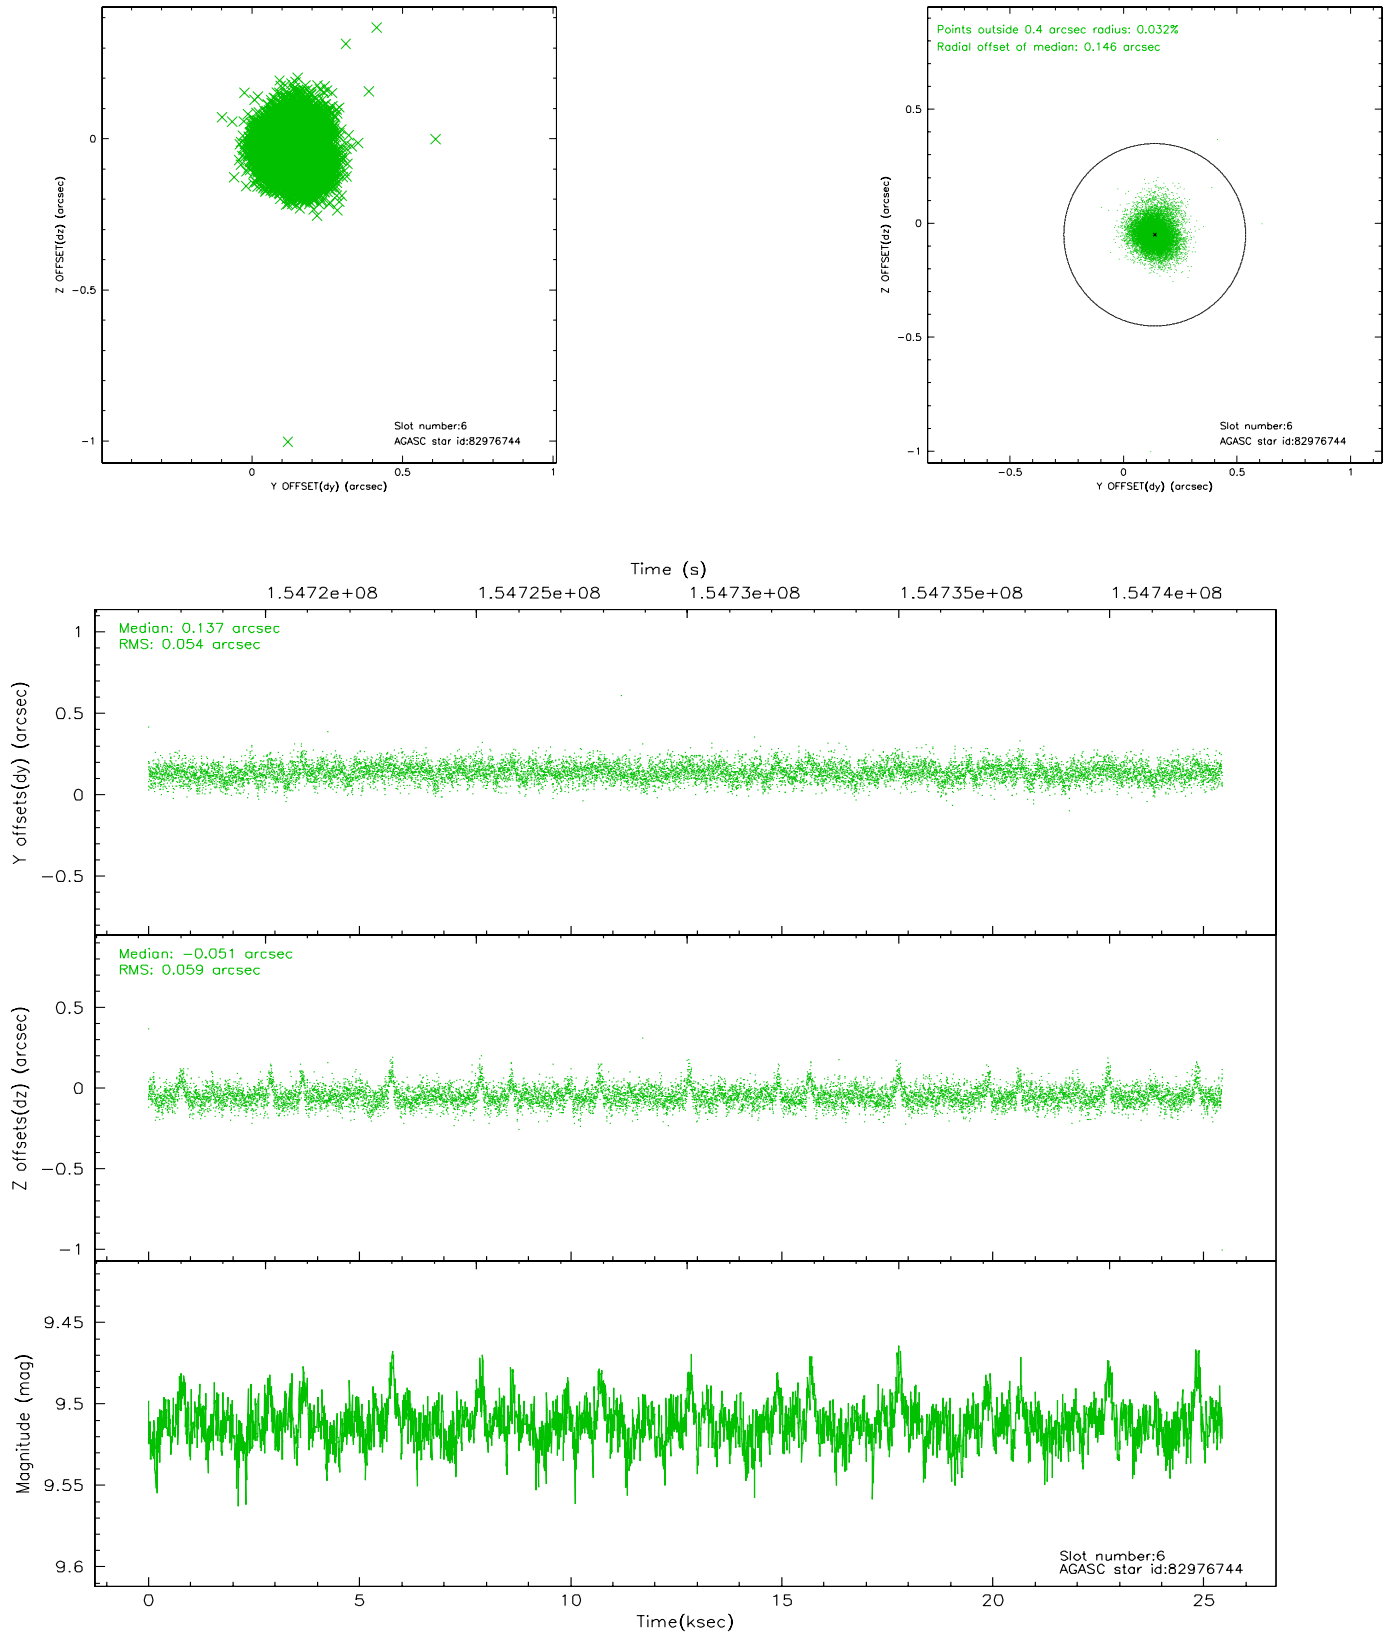 0
-0.5
-1
Z OFFSET(dz) (arcsec)
0
0.5
1
Y OFFSET(dy) (arcsec)
Slot number:6
AGASC star id:82976744
Points outside 0.4 arcsec radius: 0.032%
Radial offset of median: 0.146 arcsec
0.5
0
-0.5
-1
Z OFFSET(dz) (arcsec)
-0.5
0
0.5
1
Y OFFSET(dy) (arcsec)
Slot number:6
AGASC star id:82976744
Time (s)
1.5472e+08
1.54725e+08
1.5473e+08
1.54735e+08
1.5474e+08
Median: 0.137 arcsec
RMS: 0.054 arcsec
1
0.5
0
-0.5
Y offsets(dy) (arcsec)
Median: -0.051 arcsec
RMS: 0.059 arcsec
0.5
0
-0.5
-1
Z offsets(dz) (arcsec)
9.45
9.5
9.55
9.6
Magnitude (mag)
Slot number:6
AGASC star id:82976744
0
5
10
15
20
25
Time(ksec)